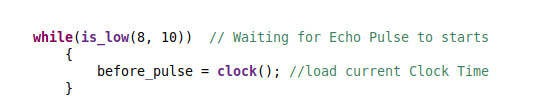 while(is_low(8, 10))  // Waiting for Echo Pulse to starts
    {
        before_pulse = clock(); //load current Clock Time
    }